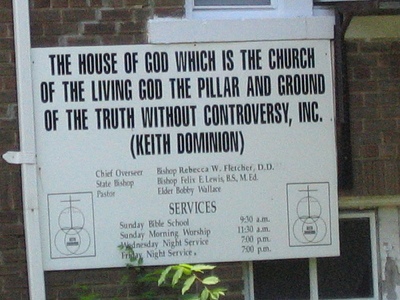 THE HOUSE OF GOD WHICH IS THE CHURCH
OF THE LIVING GOD THE PILLAR AND GROUND
OF THE TRUTH WITHOUT CONTROVERSY, INC.
(KEITH DOMINION)
Chief Overseer Bishop Rebecca W. Fletcher, D.D.
State Bishop Bishop Felix E. Lewis, B.S., M. Ed.
Pastor Elder Bobby Wallace
SERVICES
Sunday Bible School 9:30 a.m.
Sunday Morning Worship 11:30 a.m.
Wednesday Night Service 7:00 p.m.
Friday Night Service 7:00 p.m.